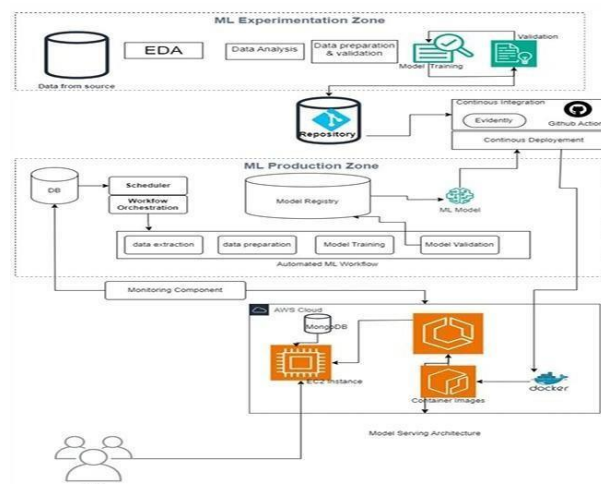 ML Experimentation Zone
EDA
Data Analysis
Data preparation
& validation
Validation
Model Training
Data from source
Repository
Continous Integration
Evidently
Github Action
Continous Deployement
ML Production Zone
DB
Scheduler
Workfow
Orchestration
Model Registry
ML Model
data extraction
data preparation
Model Training
Model Validation
Automated ML Workflow
Monitoring Component
AWS Cloud
MongoDB
EC2 Instance
Container Images
docker
Model Serving Architecture